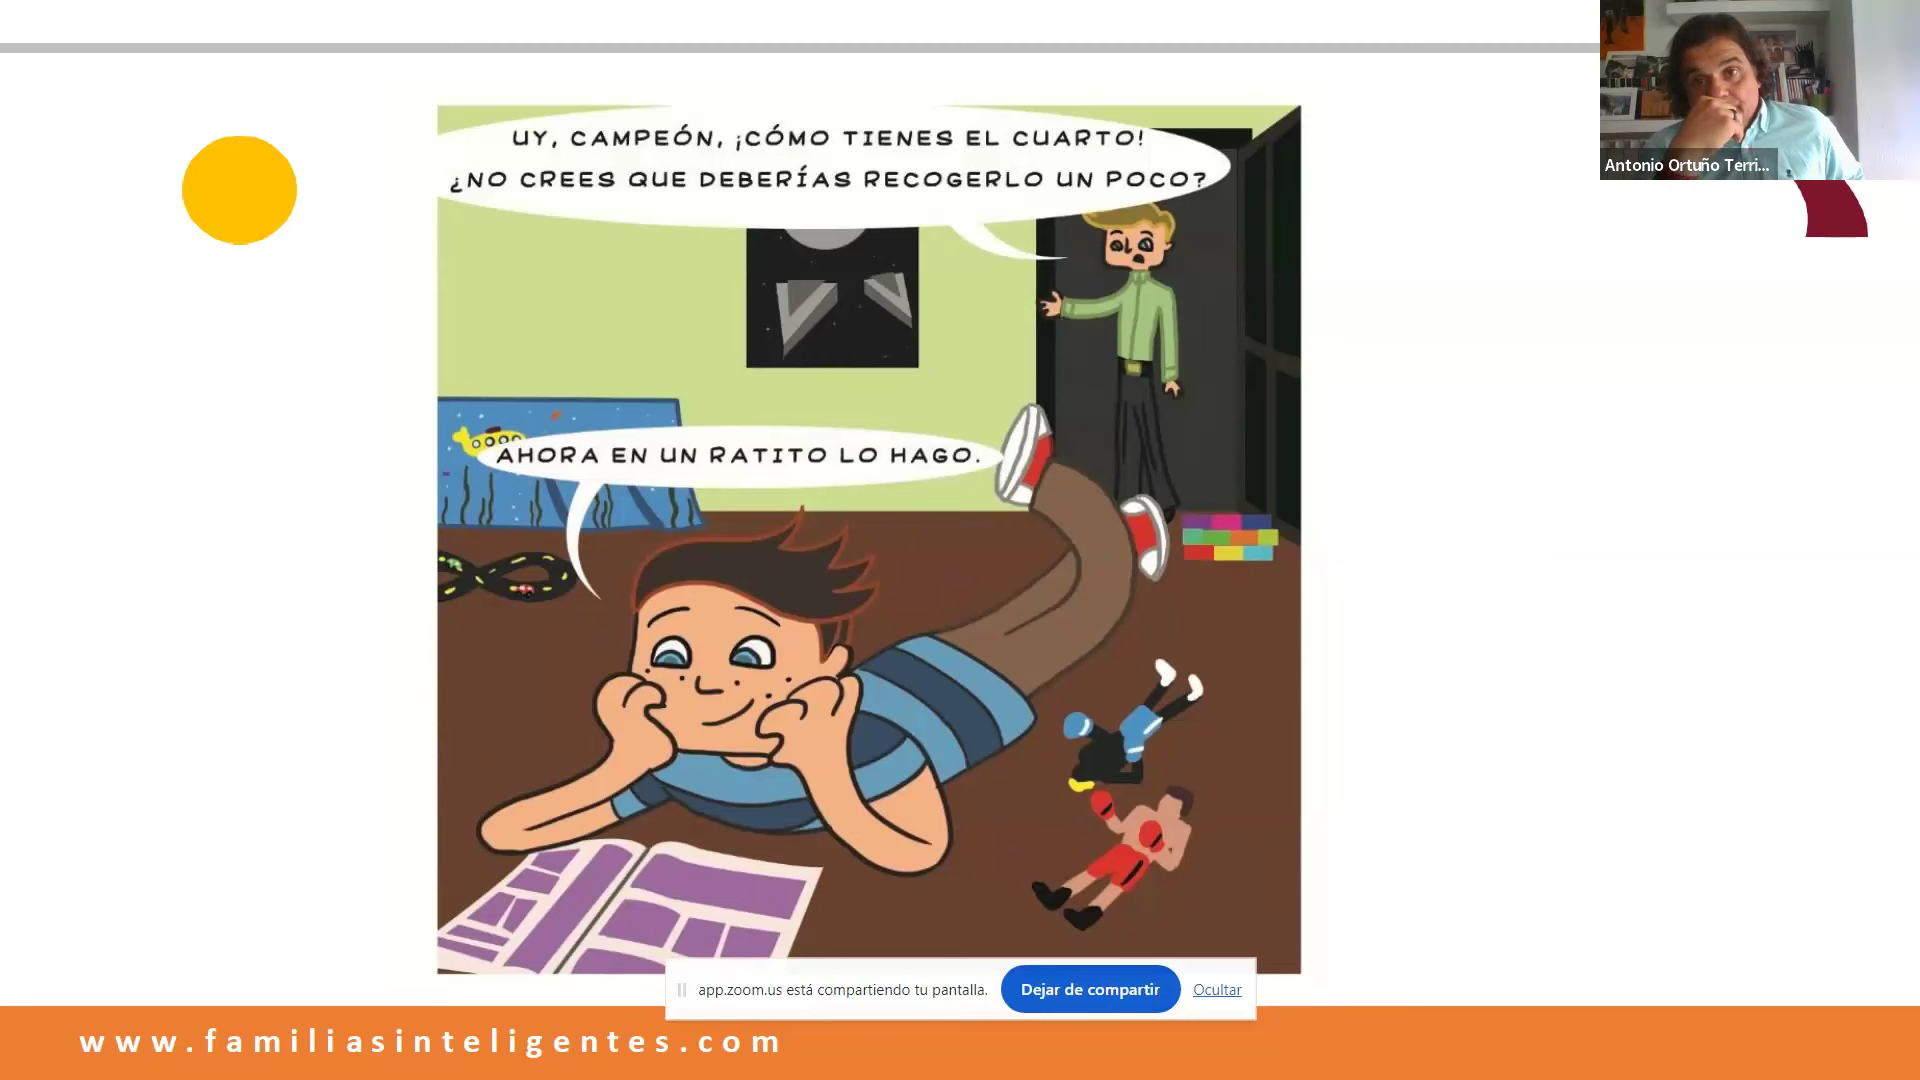 UY, CAMPEÓN, ¡CÓMO TIENES EL CUARTO!
¿NO CREES QUE DEBERÍAS RECOGERLO UN POCO?
AHORA EN UN RATITO LO HAGO.
Antonio Ortuño Terri...
app.zoom.us está compartiendo tu pantalla.
Dejar de compartir
Ocultar
www.familiasinteligentes.com